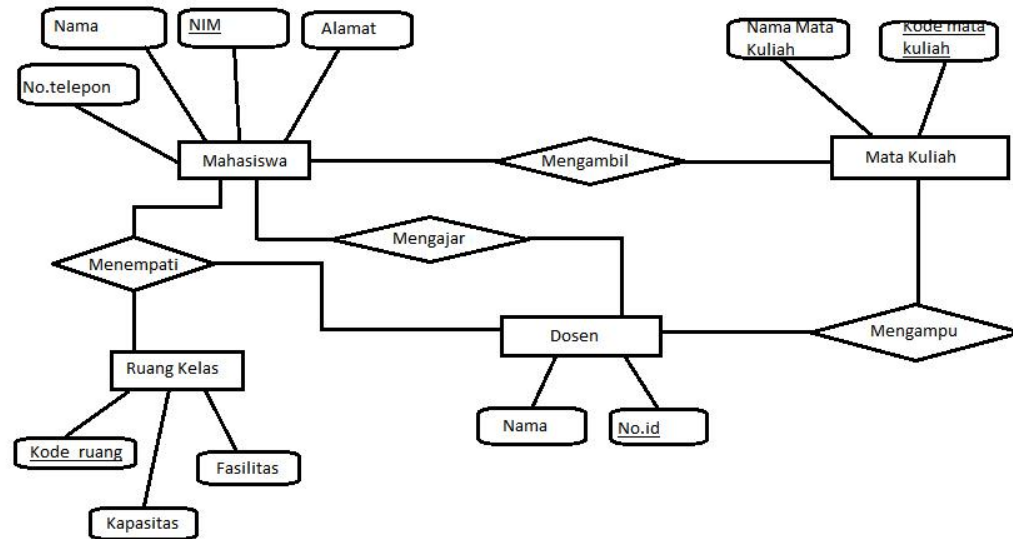 Nama
NIM
Alamat
Nama Mata
Kuliah
Kode mata
kuliah
No.telepon
Mahasiswa
Mengambil
Mata Kuliah
Mengajar
Menempati
Dosen
Mengampu
Ruang Kelas
Nama
No.id
Kode_ruang
Fasilitas
Kapasitas